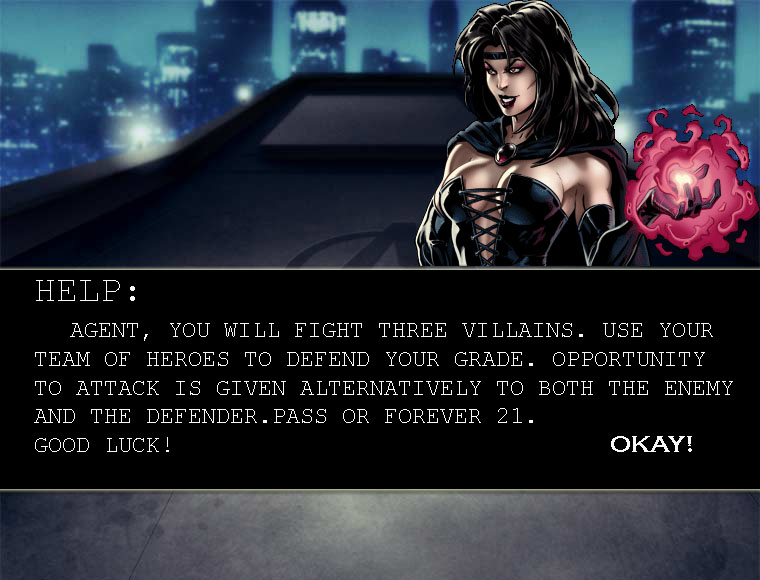 HELP:
AGENT, YOU WILL FIGHT THREE VILLAINS. USE YOUR
TEAM OF HEROES TO DEFEND YOUR GRADE. OPPORTUNITY
TO ATTACK IS GIVEN ALTERNATIVELY TO BOTH THE ENEMY
AND THE DEFENDER.PASS OR FOREVER 21.
GOOD LUCK!
OKAY!